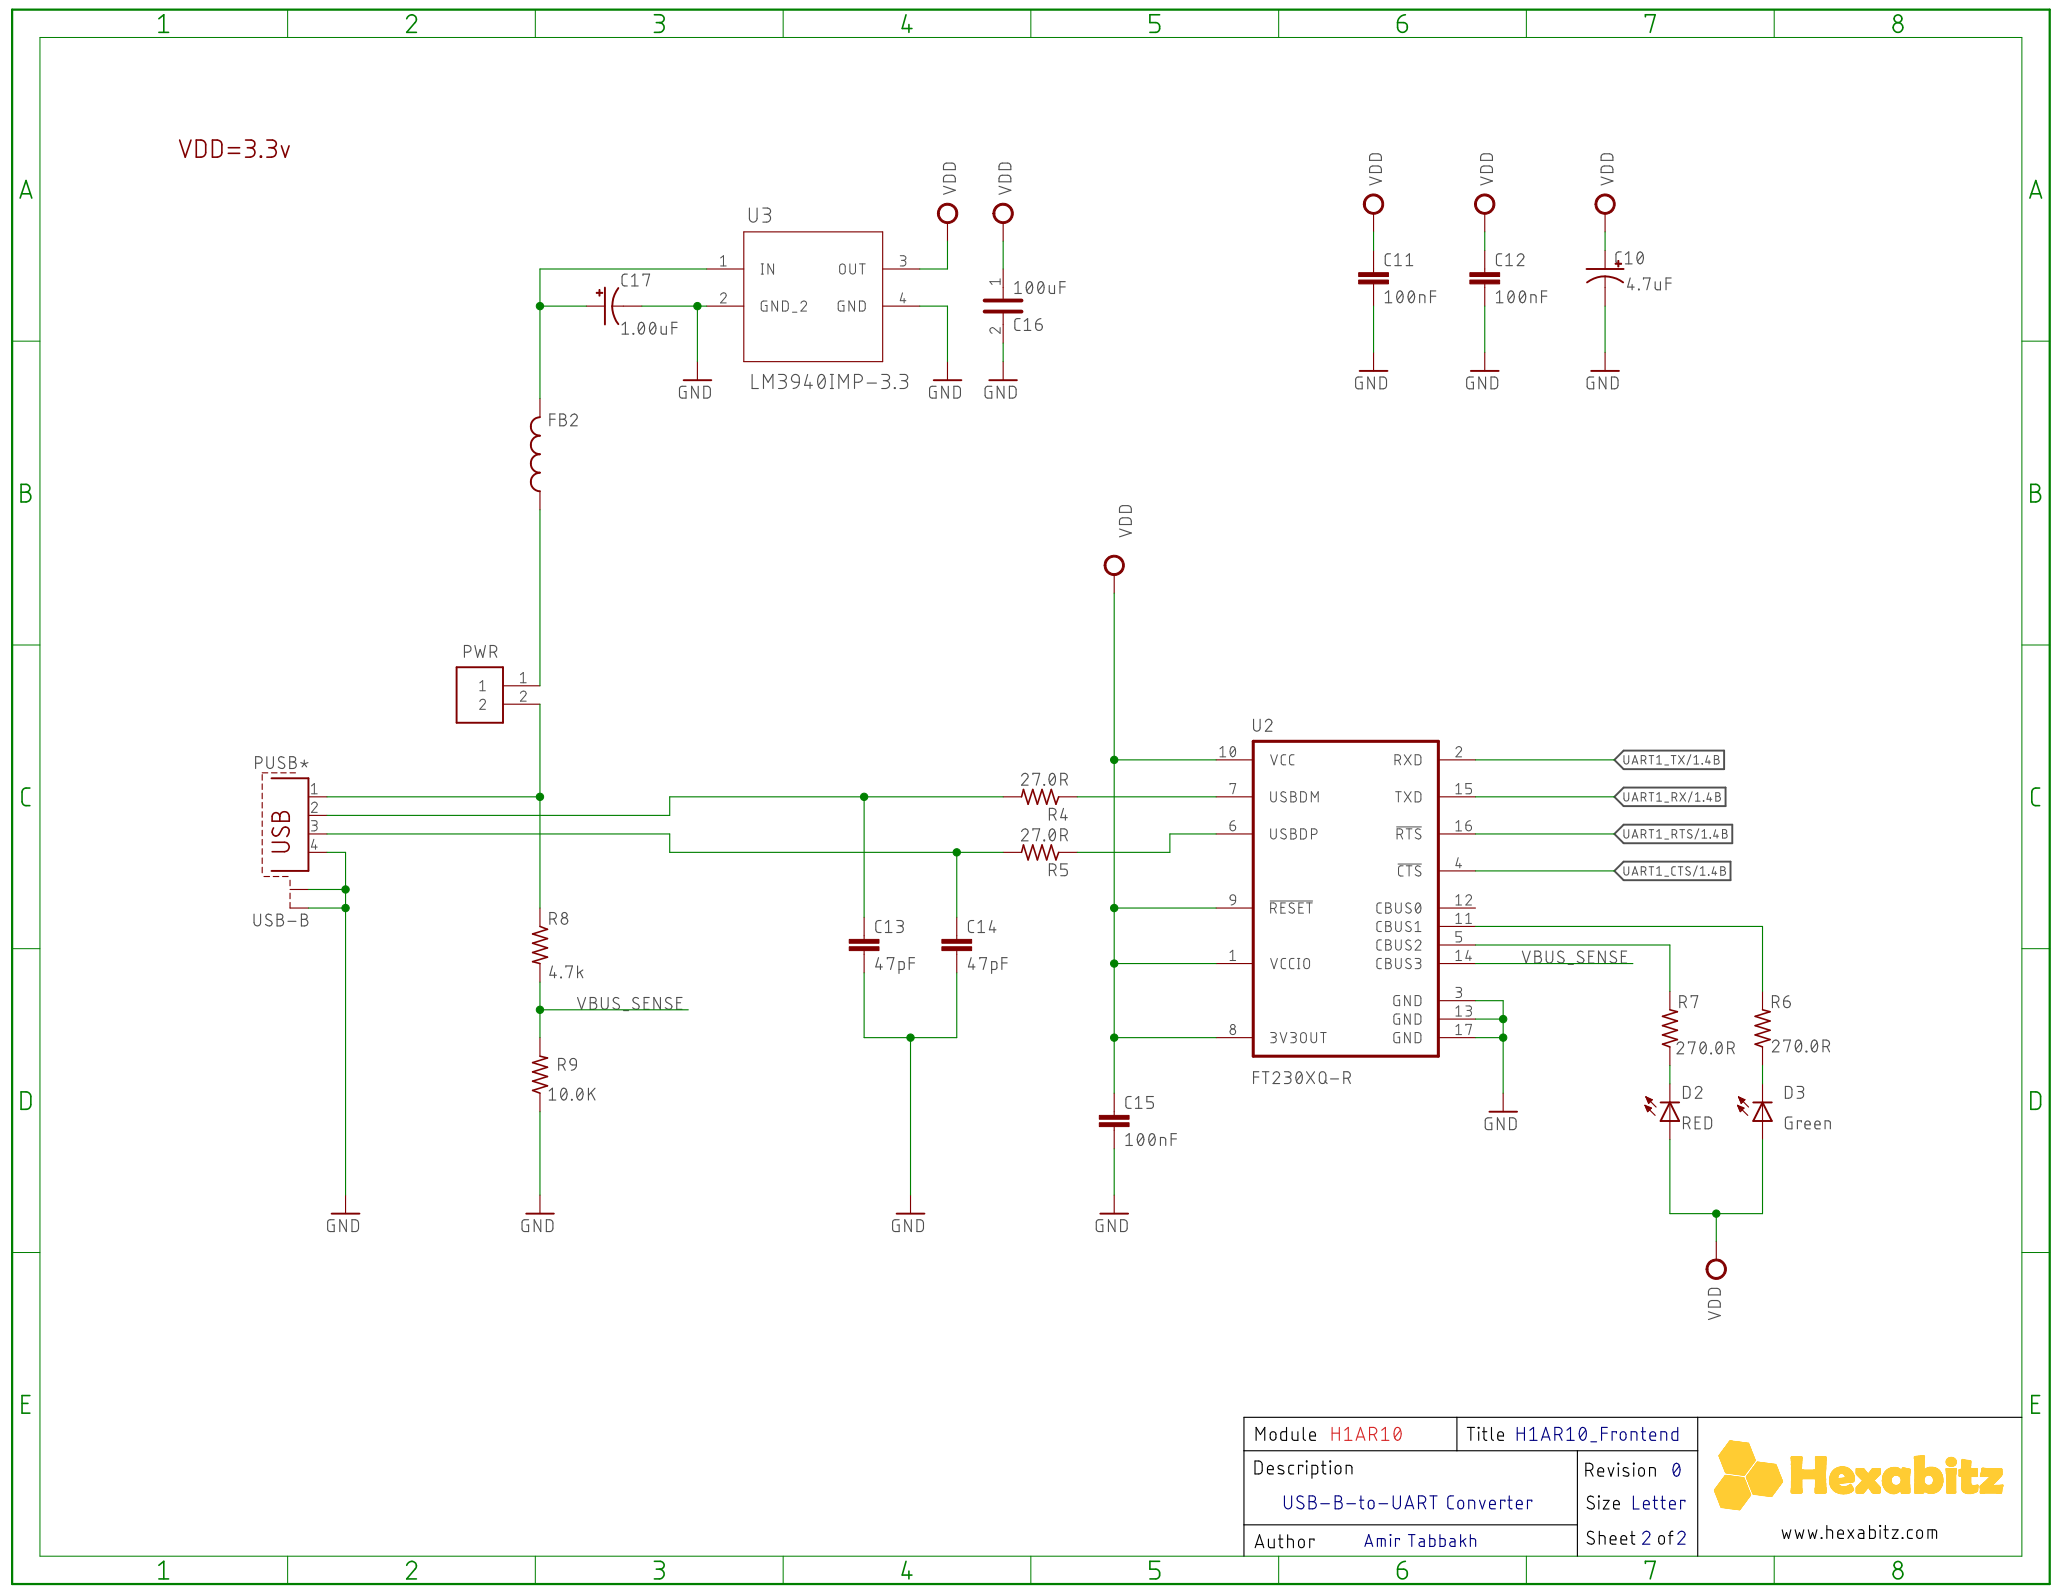 1 2 3 4 5 6 7 8
VDD=3.3v
A A
VDD VDD VDD VDD VDD
U3
1 IN OUT 3
2 GND_2 GND 4
LM3940IMP-3.3
C17
1.00uF
1
100uF
2
C16
C11
100nF
C12
100nF
C10
4.7uF
GND GND GND GND GND GND
FB2
B B
VDD
PWR
1 1
2 2
PUSB*
USB
1
2
3
4
USB-B
C C
27.0R
R4
27.0R
R5
U2
10 VCC RXD 2 UART1_TX/1.4B
7 USBDM TXD 15 UART1_RX/1.4B
6 USBDP RTS 16 UART1_RTS/1.4B
CTS 4 UART1_CTS/1.4B
9 RESET CBUS0 12
CBUS1 11
CBUS2 5
1 VCCIO CBUS3 14 VBUS_SENSE
GND 3
GND 13
8 3V3OUT GND 17
FT230XQ-R
R8
4.7k
VBUS_SENSE
R9
10.0K
C13
47pF
C14
47pF
C15
100nF
R7
270.0R
R6
270.0R
D2
RED
D3
Green
GND
D D
GND GND GND GND
VDD
E E
Module H1AR10 Title H1AR10_Frontend
Description
USB-B-to-UART Converter
Revision 0
Size Letter
Author Amir Tabbakh
Sheet 2 of 2
Hexabitz
www.hexabitz.com
1 2 3 4 5 6 7 8